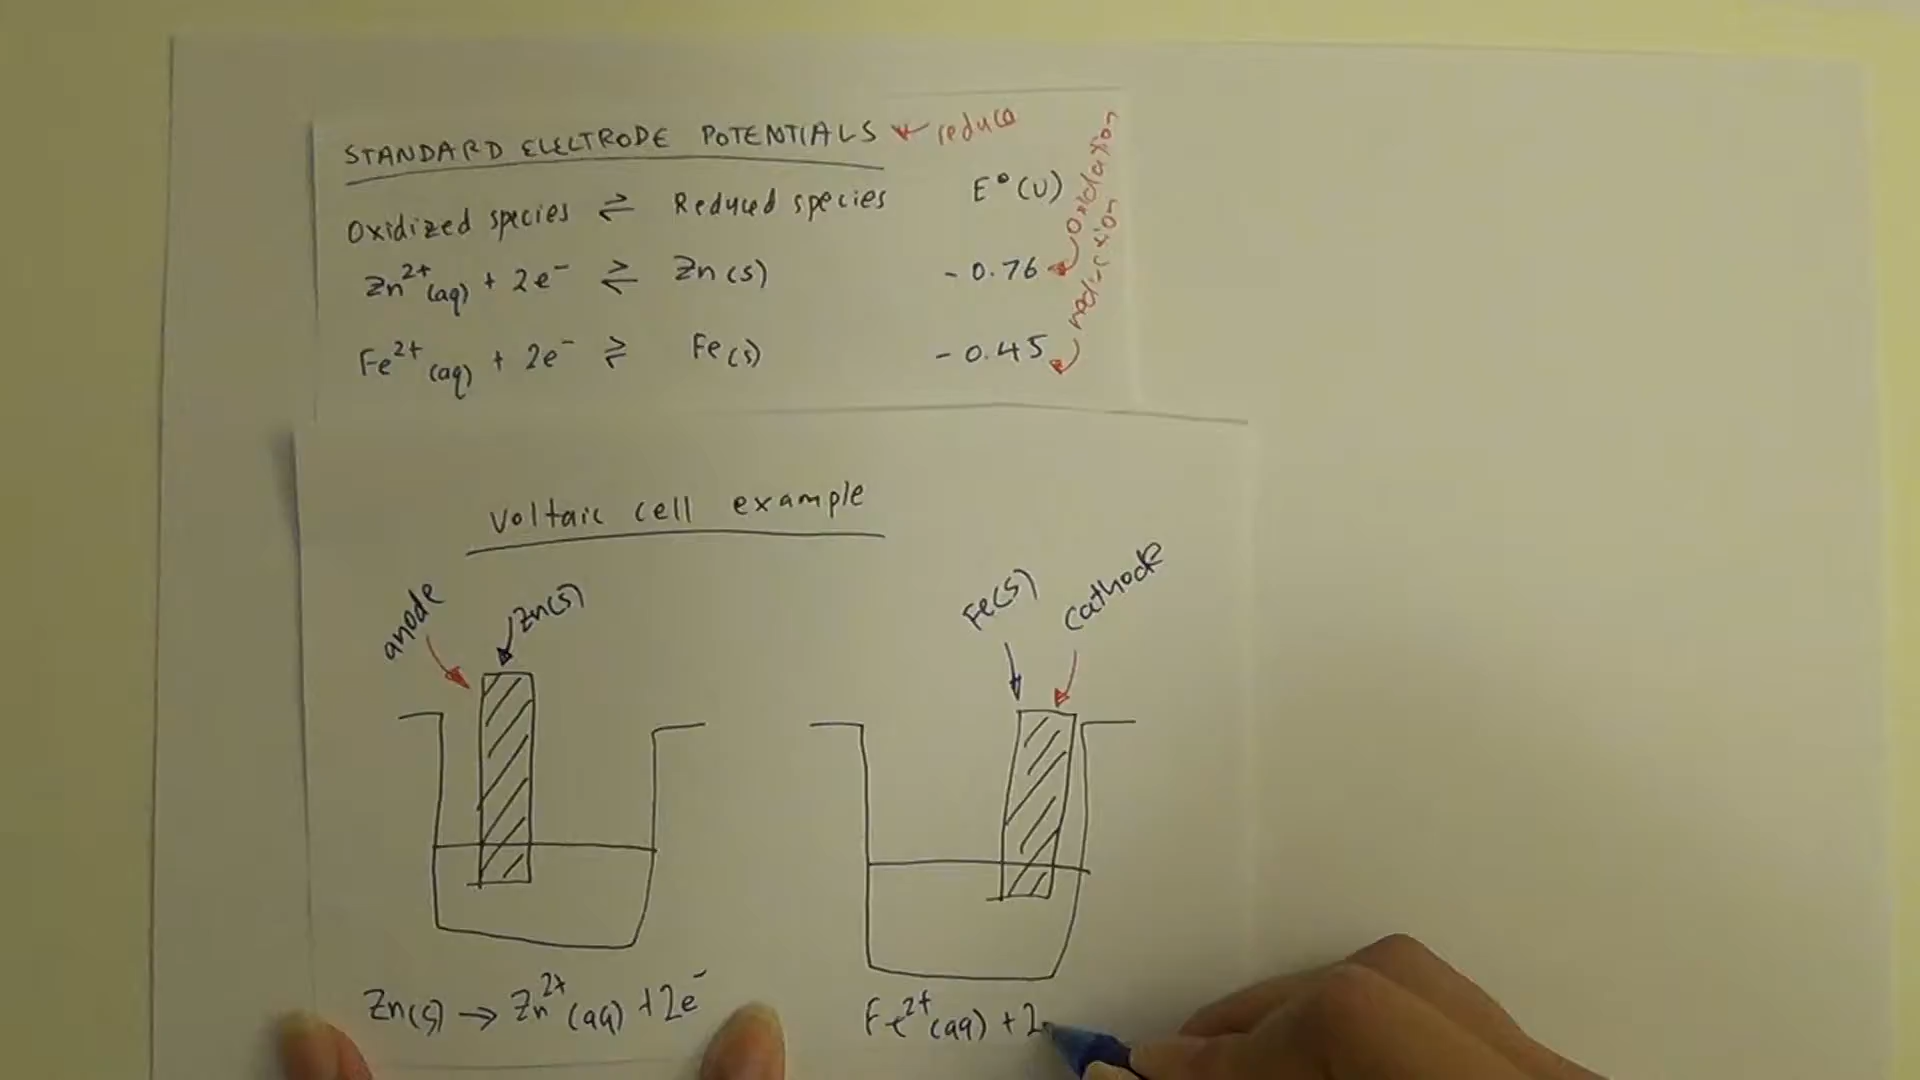 STANDARD ELECTRODE POTENTIALS reduce
Oxidized species ⇌ Reduced species E°(V)
Zn²⁺(aq) + 2e⁻ ⇌ Zn(s) -0.76 oxidation
Fe²⁺(aq) + 2e⁻ ⇌ Fe(s) -0.45 reduction
Voltaic cell example
anode Zn(s) Fe(s) Cathode
Zn(s) → Zn²⁺(aq) + 2e⁻ Fe²⁺(aq) + 2